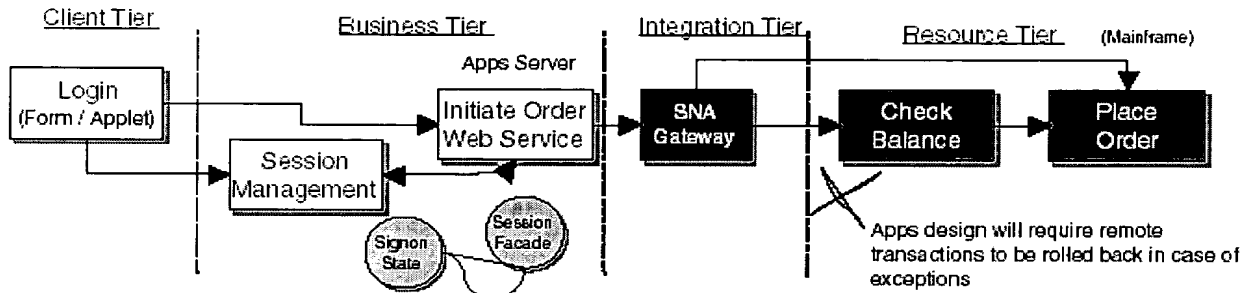 Client Tier
Business Tier
Integration Tier
Resource Tier
(Mainframe)
Apps Server
Login
(Form / Applet)
Initiate Order
Web Service
SNA
Gateway
Check
Balance
Place
Order
Session
Management
Signon
State
Session
Facade
Apps design will require remote
transactions to be rolled back in case of
exceptions